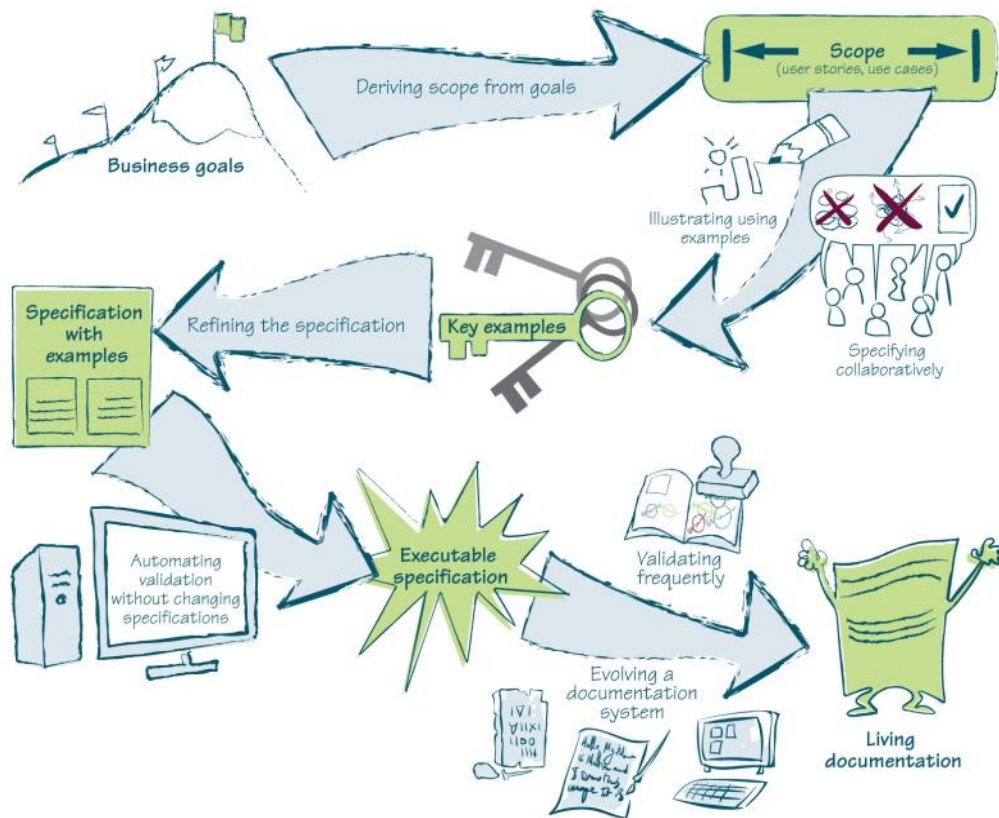 Business goals
Deriving scope from goals
Scope
(user stories, use cases)
Illustrating using
examples
Specifying
collaboratively
Key examples
Refining the specification
Specification
with
examples
Automating
validation
without changing
specifications
Executable
specification
Validating
frequently
Evolving a
documentation
system
Living
documentation